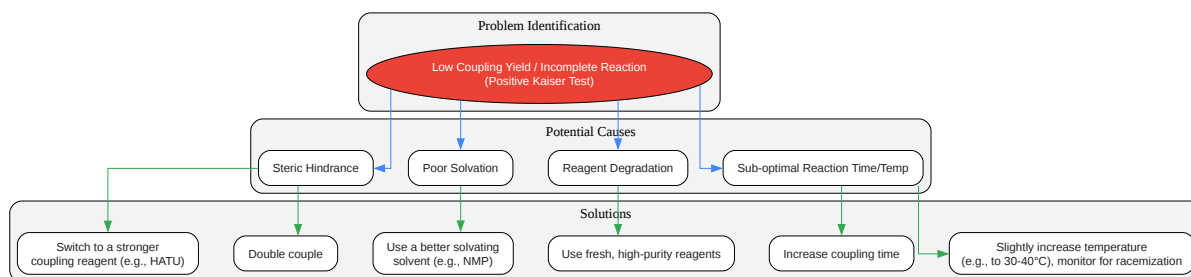 Problem Identification
Low Coupling Yield / Incomplete Reaction
(Positive Kaiser Test)
Potential Causes
Steric Hindrance
Poor Solvation
Reagent Degradation
Sub-optimal Reaction Time/Temp
Solutions
Switch to a stronger
coupling reagent (e.g., HATU)
Double couple
Use a better solvating
solvent (e.g., NMP)
Use fresh, high-purity reagents
Increase coupling time
Slightly increase temperature
(e.g., to 30-40°C), monitor for racemization